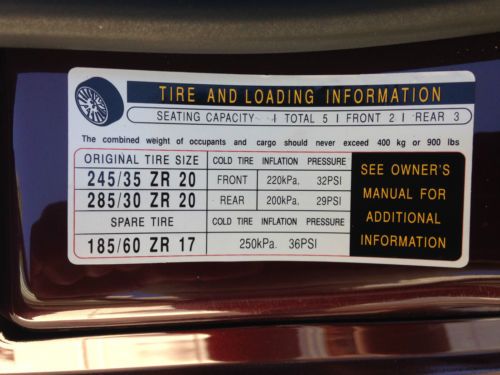 TIRE AND LOADING INFORMATION
SEATING CAPACITY -I TOTAL 5 I FRONT 2 I REAR 3
The combined weight of occupants and cargo should never exceed 400 kg or 900 lbs
ORIGINAL TIRE SIZE COLD TIRE INFLATION PRESSURE
245/35 ZR 20 FRONT 220kPa. 32PSI
285/30 ZR 20 REAR 200kPa. 29PSI
SPARE TIRE COLD TIRE INFLATION PRESSURE
185/60 ZR 17 250kPa. 36PSI
SEE OWNER'S
MANUAL FOR
ADDITIONAL
INFORMATION